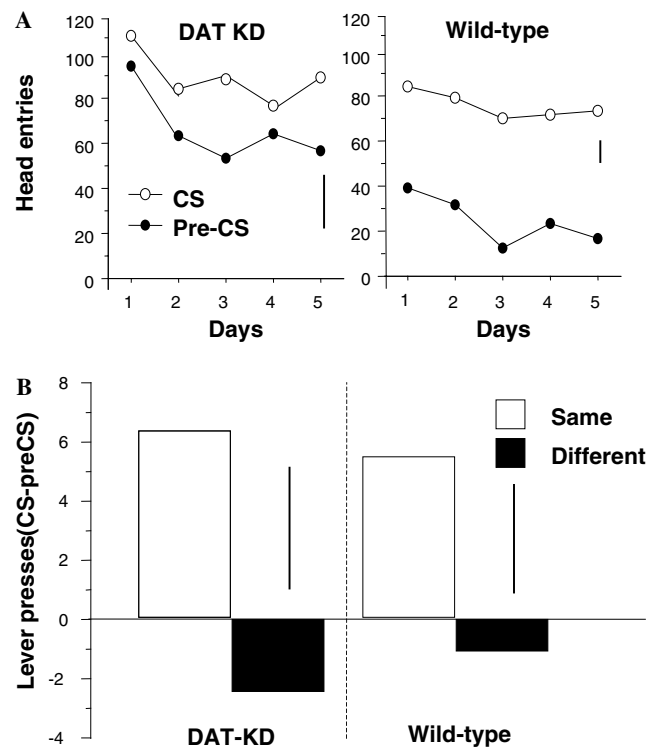 A
DAT KD
Wild-type
Head entries
120
100
80
60
40
20
0
CS
Pre-CS
1 2 3 4 5
Days
120
100
80
60
40
20
0
1 2 3 4 5
Days
B
Lever presses(CS-preCS)
8
6
4
2
0
-2
-4
Same
Different
DAT-KD
Wild-type